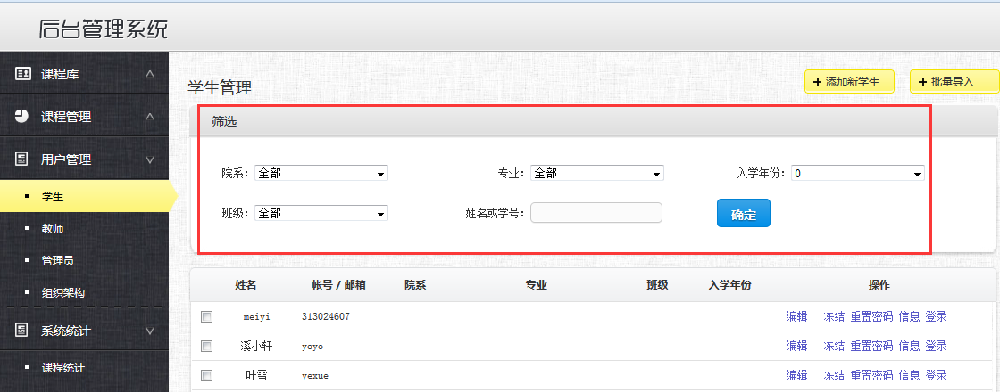 后台管理系统
课程库
课程管理
用户管理
学生
教师
管理员
组织架构
系统统计
课程统计
学生管理
添加新学生 批量导入
筛选
院系： 全部 专业： 全部 入学年份： 0
班级： 全部 姓名或学号： 确定
姓名 帐号 / 邮箱 院系 专业 班级 入学年份 操作
meiyi 313024607 编辑 冻结 重置密码 信息 登录
溪小轩 yoyo 编辑 冻结 重置密码 信息 登录
叶雪 yexue 编辑 冻结 重置密码 信息 登录